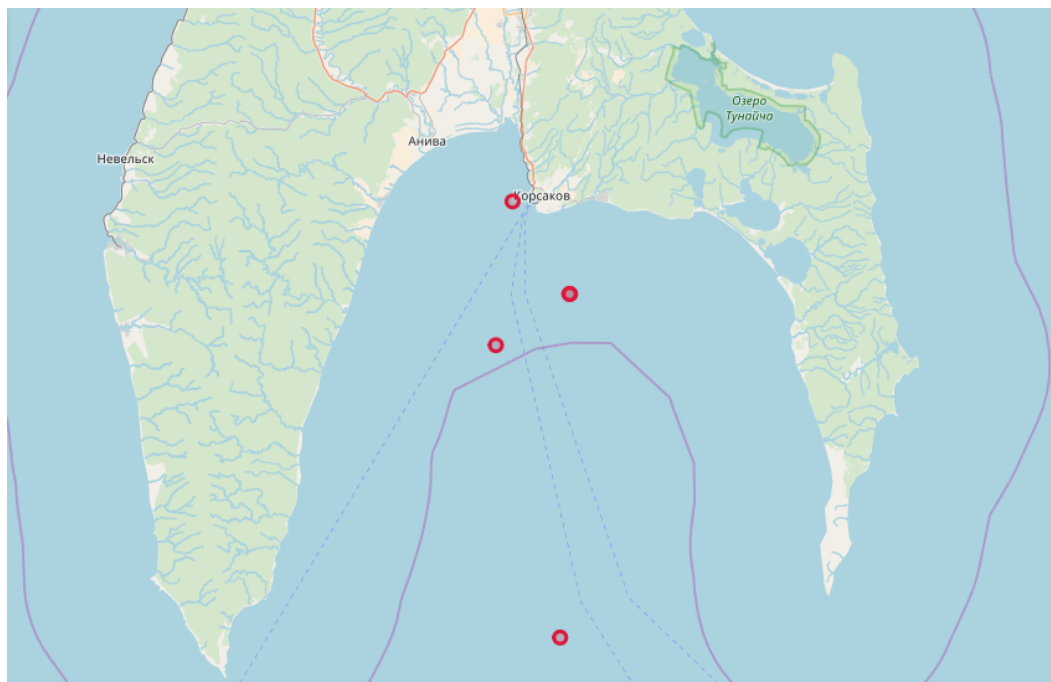 Озеро
Тунайча
Анива
Невельск
Корсаков